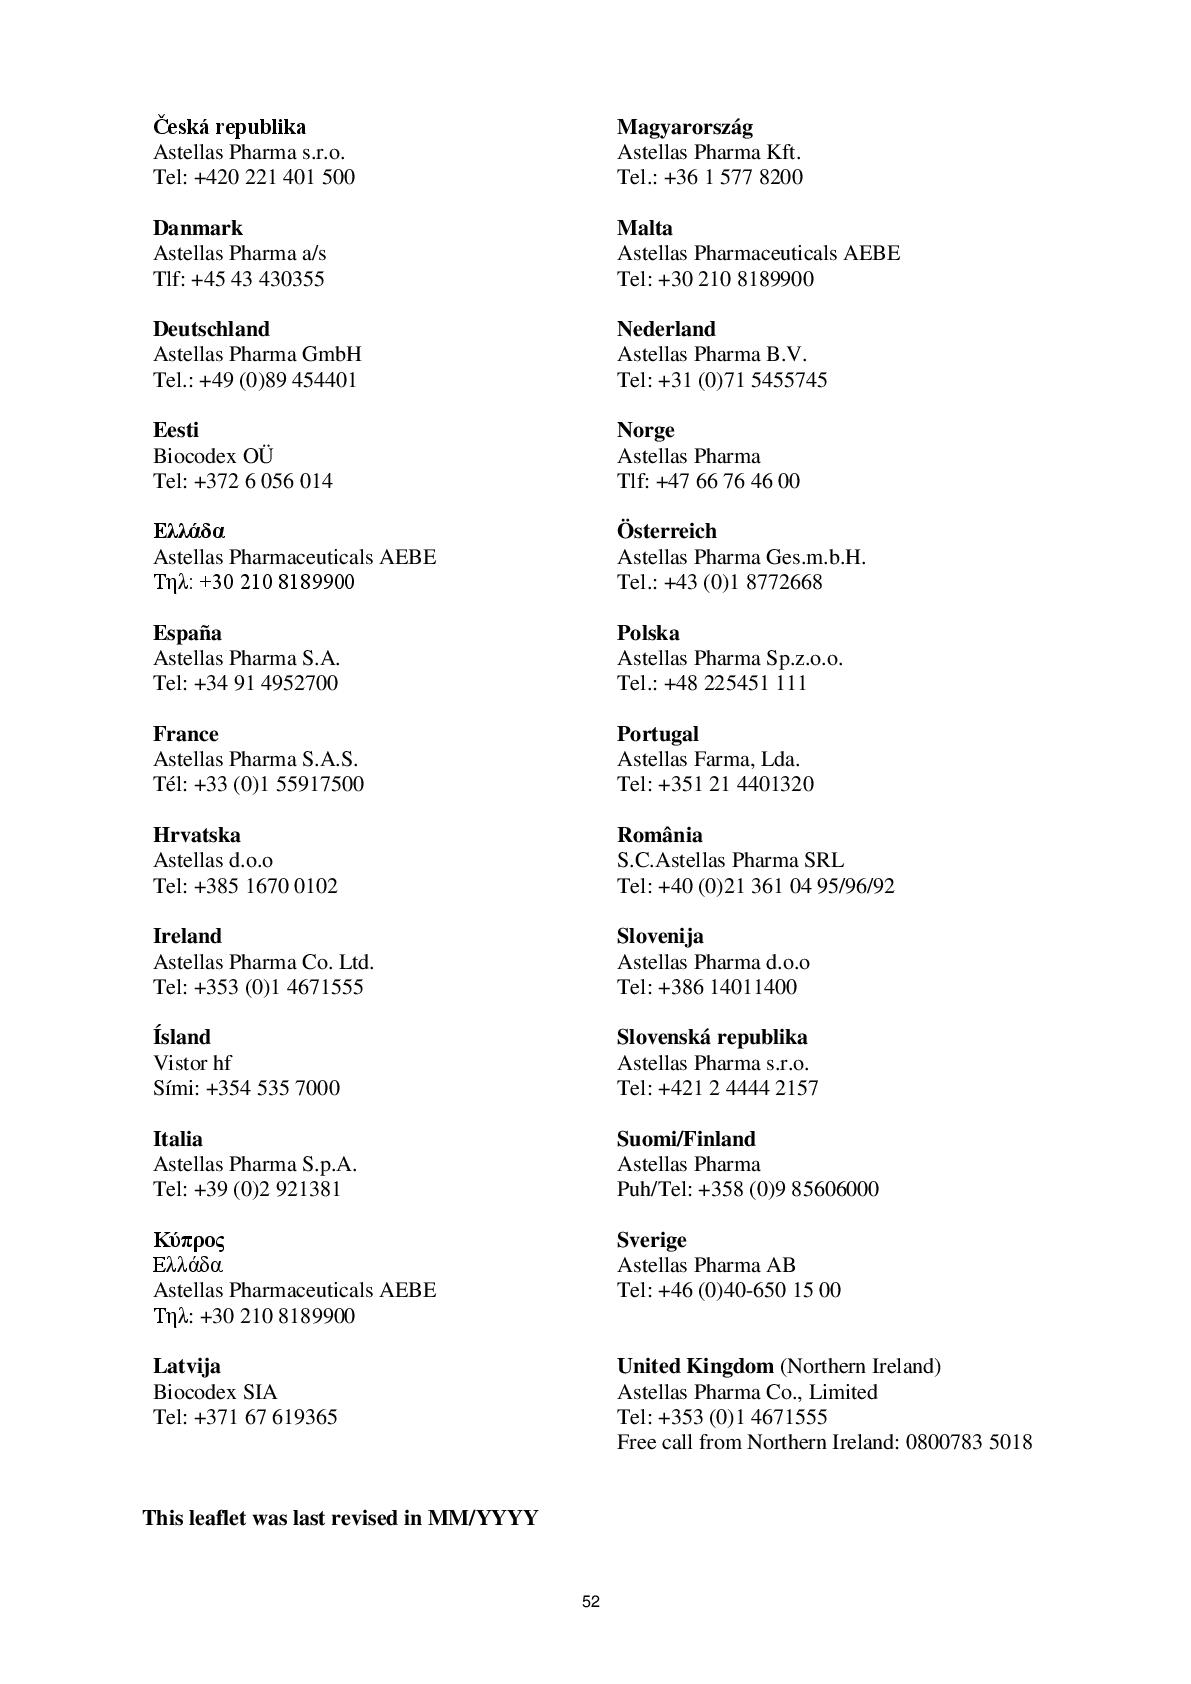 Česká republika
Astellas Pharma s.r.o.
Tel: +420 221 401 500
Danmark
Astellas Pharma a/s
Tlf: +45 43 430355
Deutschland
Astellas Pharma GmbH
Tel.: +49 (0)89 454401
Eesti
Biocodex OÜ
Tel: +372 6 056 014
Ελλάδα
Astellas Pharmaceuticals AEBE
Τηλ: +30 210 8189900
España
Astellas Pharma S.A.
Tel: +34 91 4952700
France
Astellas Pharma S.A.S.
Tél: +33 (0)1 55917500
Hrvatska
Astellas d.o.o
Tel: +385 1670 0102
Ireland
Astellas Pharma Co. Ltd.
Tel: +353 (0)1 4671555
Ísland
Vistor hf
Sími: +354 535 7000
Italia
Astellas Pharma S.p.A.
Tel: +39 (0)2 921381
Κύπρος
Ελλάδα
Astellas Pharmaceuticals AEBE
Τηλ: +30 210 8189900
Latvija
Biocodex SIA
Tel: +371 67 619365
Magyarország
Astellas Pharma Kft.
Tel.: +36 1 577 8200
Malta
Astellas Pharmaceuticals AEBE
Tel: +30 210 8189900
Nederland
Astellas Pharma B.V.
Tel: +31 (0)71 5455745
Norge
Astellas Pharma
Tlf: +47 66 76 46 00
Österreich
Astellas Pharma Ges.m.b.H.
Tel.: +43 (0)1 8772668
Polska
Astellas Pharma Sp.z.o.o.
Tel.: +48 225451 111
Portugal
Astellas Farma, Lda.
Tel: +351 21 4401320
România
S.C.Astellas Pharma SRL
Tel: +40 (0)21 361 04 95/96/92
Slovenija
Astellas Pharma d.o.o
Tel: +386 14011400
Slovenská republika
Astellas Pharma s.r.o.
Tel: +421 2 4444 2157
Suomi/Finland
Astellas Pharma
Puh/Tel: +358 (0)9 85606000
Sverige
Astellas Pharma AB
Tel: +46 (0)40-650 15 00
United Kingdom (Northern Ireland)
Astellas Pharma Co., Limited
Tel: +353 (0)1 4671555
Free call from Northern Ireland: 0800783 5018
This leaflet was last revised in MM/YYYY
52